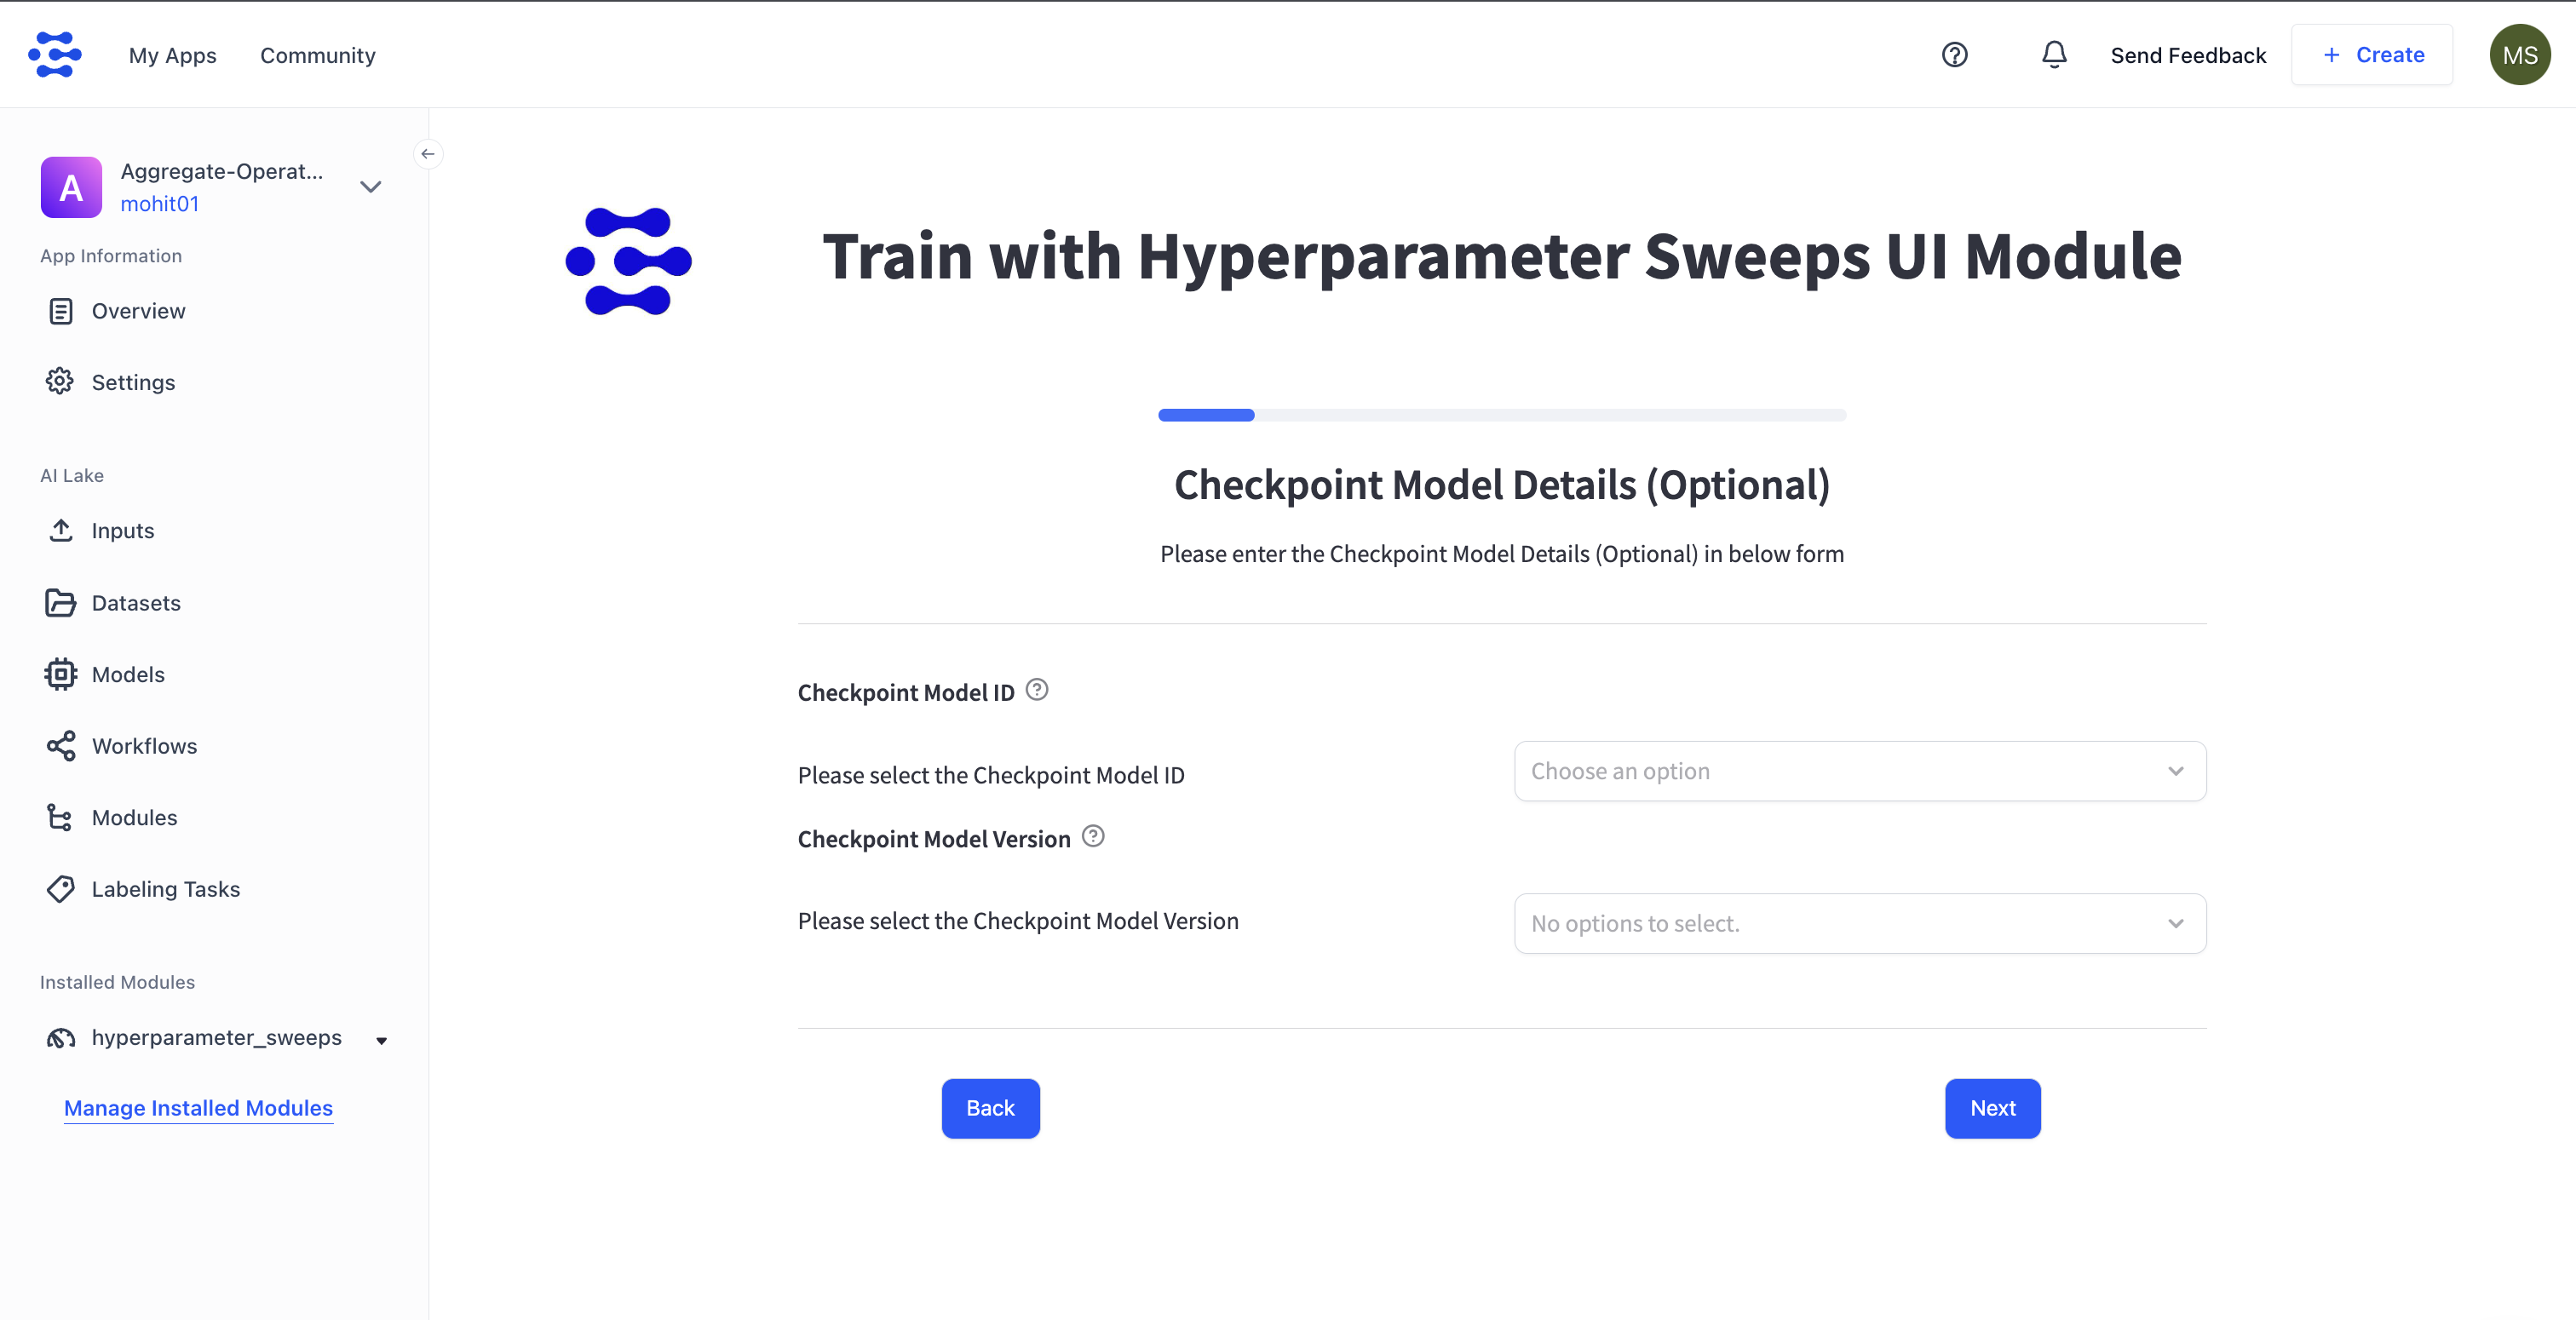 My Apps
Community
Send Feedback
+ Create
MS
A
Aggregate-Operat...
mohit01
App Information
Overview
Settings
AI Lake
Inputs
Datasets
Models
Workflows
Modules
Labeling Tasks
Installed Modules
hyperparameter_sweeps
Manage Installed Modules
Train with Hyperparameter Sweeps UI Module
Checkpoint Model Details (Optional)
Please enter the Checkpoint Model Details (Optional) in below form
Checkpoint Model ID
Please select the Checkpoint Model ID
Choose an option
Checkpoint Model Version
Please select the Checkpoint Model Version
No options to select.
Back
Next